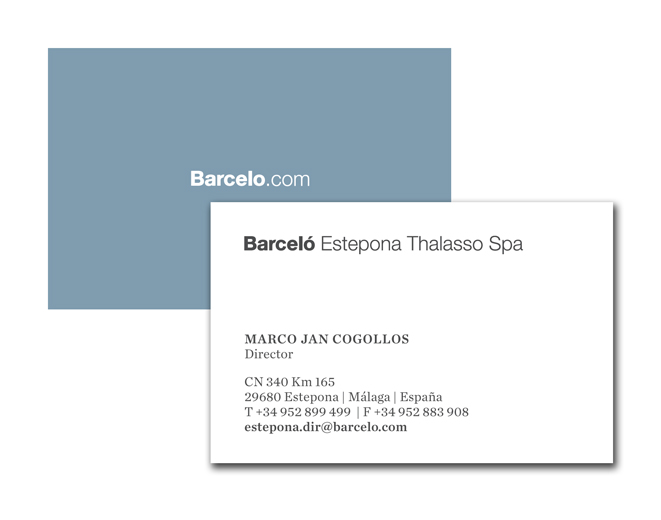 Barcelo.com
Barceló Estepona Thalasso Spa
MARCO JAN COGOLLOS
Director
CN 340 Km 165
29680 Estepona | Málaga | España
T +34 952 899 499 | F +34 952 883 908
estepona.dir@barcelo.com